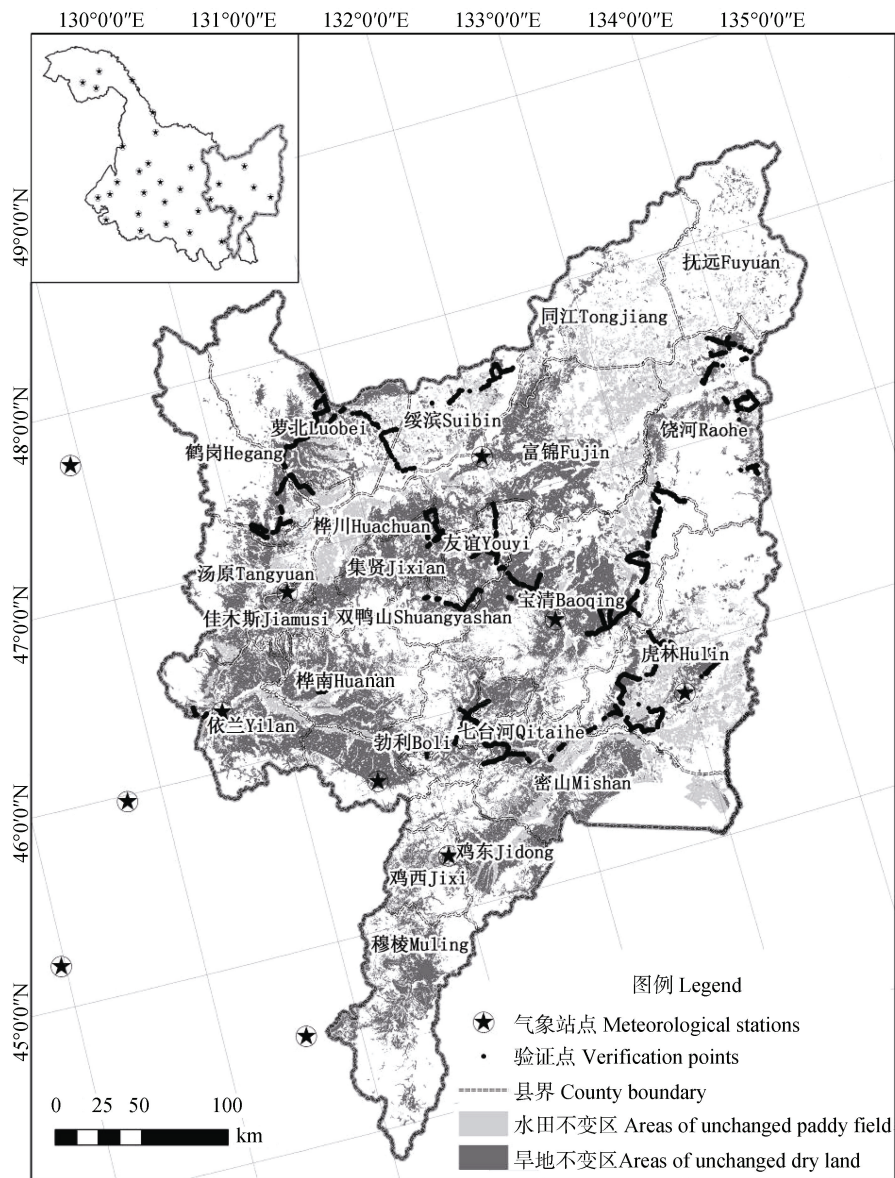 130°0′0″E 131°0′0″E 132°0′0″E 133°0′0″E 134°0′0″E 135°0′0″E
49°0′0″N
48°0′0″N
47°0′0″N
46°0′0″N
45°0′0″N
抚远Fuyuan
同江Tongjiang
萝北Luobei
绥滨Suibin
饶河Raohe
鹤岗Hegang
富锦Fujin
桦川Huachuan
友谊Youyi
集贤Jixian
汤原Tangyuan
宝清Baoqing
佳木斯Jiamusi
双鸭山Shuangyashan
虎林Hulin
桦南Huanan
依兰Yilan
七台河Qitaihe
勃利Boli
密山Mishan
鸡东Jidong
鸡西Jixi
穆棱Muling
图例 Legend
气象站点 Meteorological stations
验证点 Verification points
县界 County boundary
水田不变区 Areas of unchanged paddy field
旱地不变区Areas of unchanged dry land
0 25 50 100
km